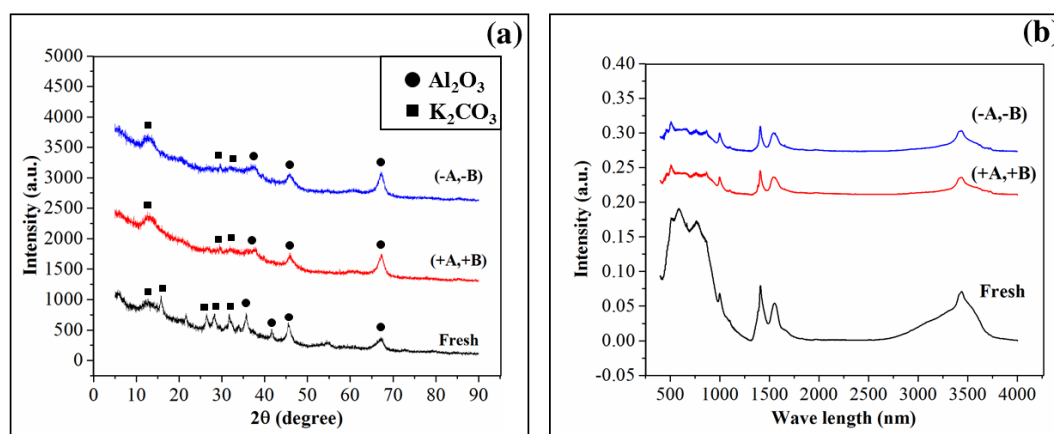 (a)
5000
4500
4000
3500
3000
2500
2000
1500
1000
500
0
Intensity (a.u.)
Al₂O₃
K₂CO₃
(-A,-B)
(+A,+B)
Fresh
0 10 20 30 40 50 60 70 80 90
2θ (degree)
(b)
0.40
0.35
0.30
0.25
0.20
0.15
0.10
0.05
0.00
-0.05
Intensity (a.u.)
(-A,-B)
(+A,+B)
Fresh
500 1000 1500 2000 2500 3000 3500 4000
Wave length (nm)